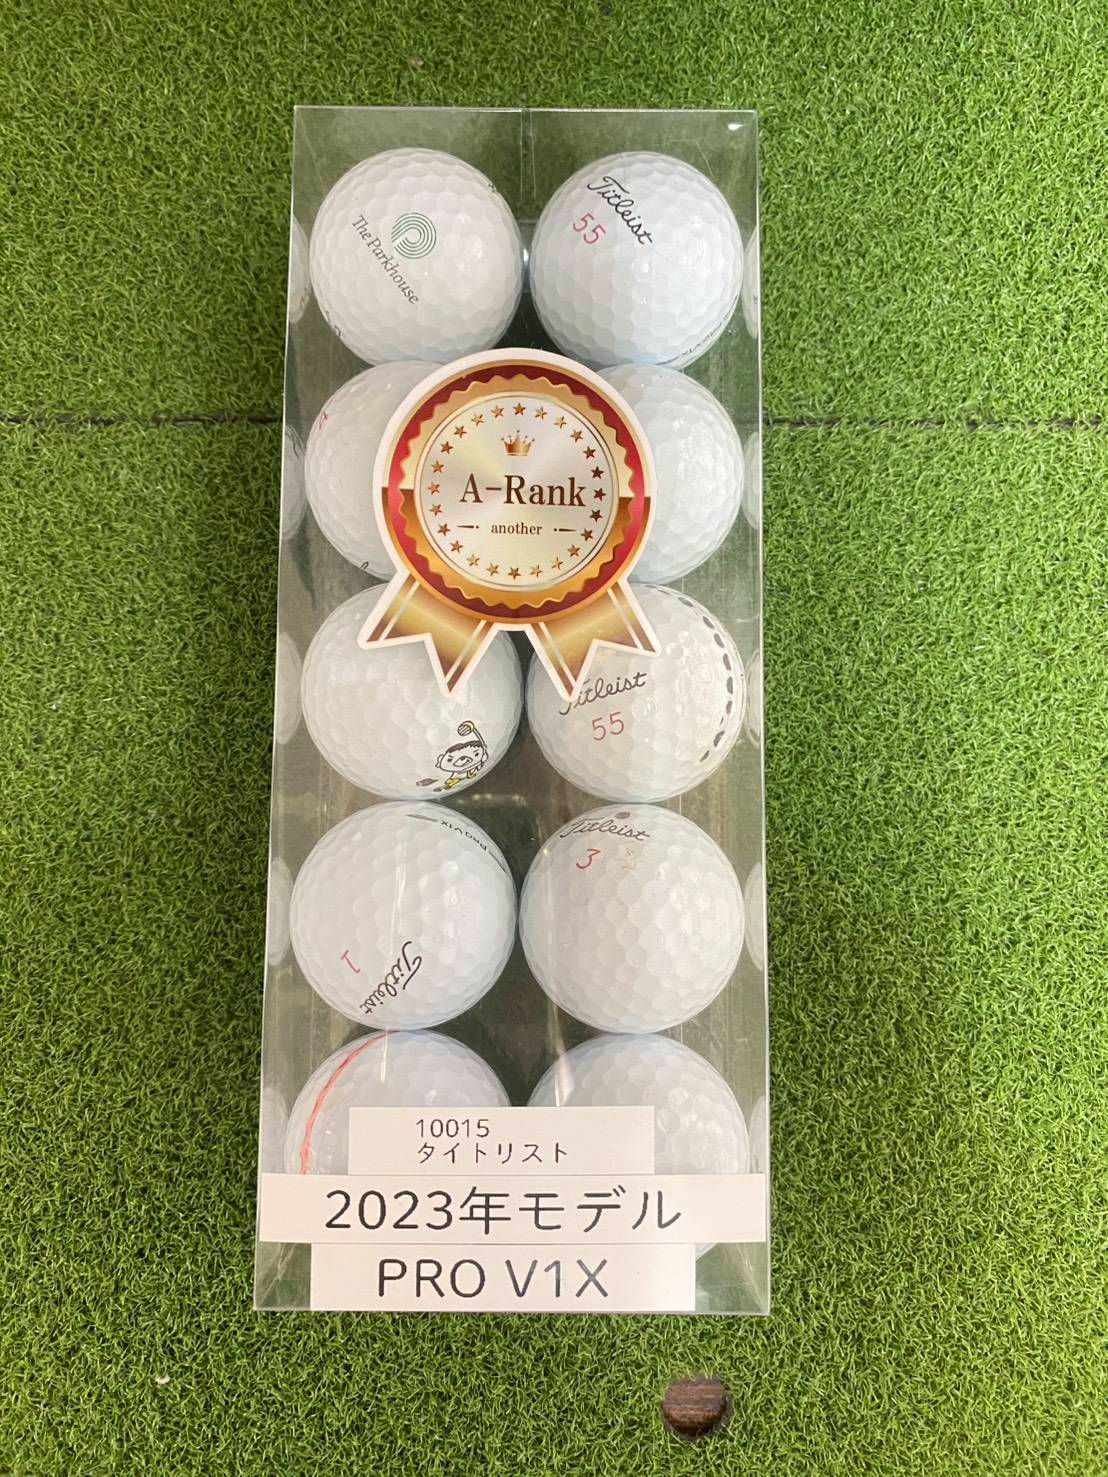 The Parkhouse
Titleist
55
A-Rank
another
Titleist
55
PRO V1X
Titleist
3
1
Titleist
10015
タイトリスト
2023年モデル
PRO V1X